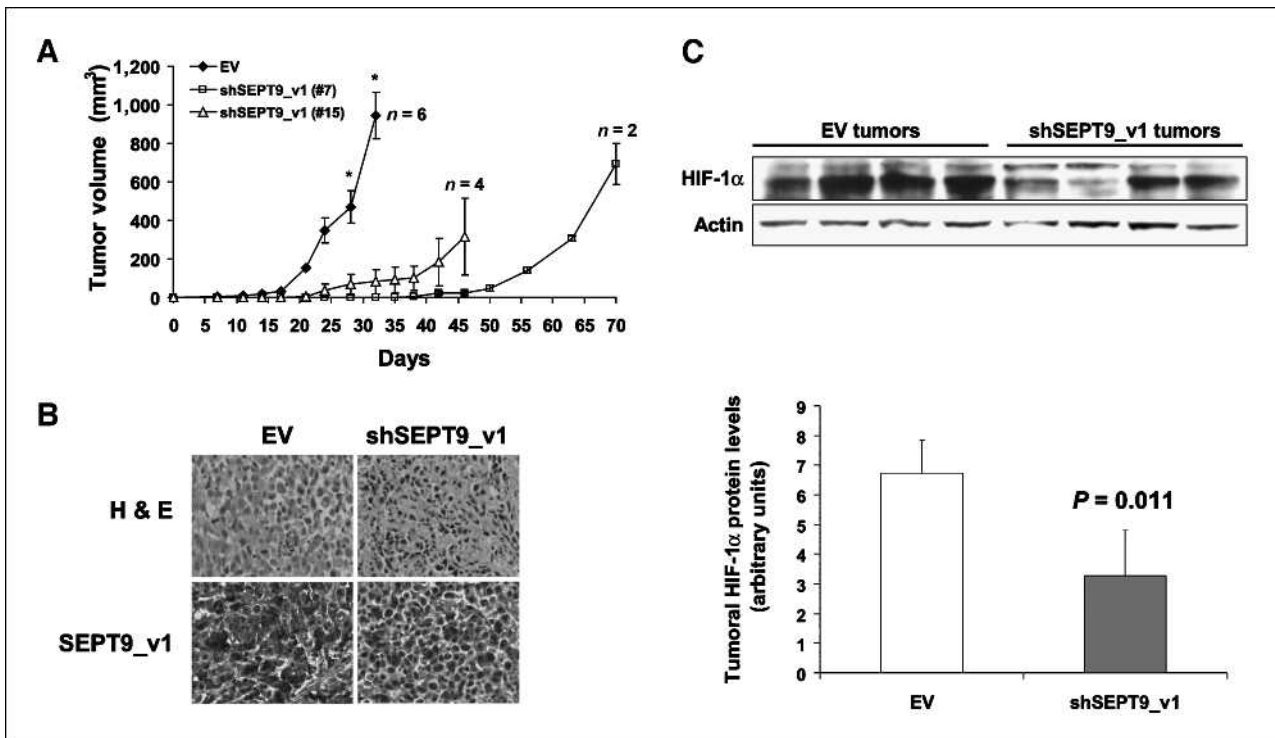 A
Tumor volume (mm³)
1,200
1,000
800
600
400
200
0
EV
shSEPT9_v1 (#7)
shSEPT9_v1 (#15)
*
*
n = 6
n = 4
n = 2
0 5 10 15 20 25 30 35 40 45 50 55 60 65 70
Days
B
EV shSEPT9_v1
H & E
SEPT9_v1
C
EV tumors shSEPT9_v1 tumors
HIF-1α
Actin
Tumoral HIF-1α protein levels
(arbitrary units)
9
8
7
6
5
4
3
2
1
0
P = 0.011
EV shSEPT9_v1